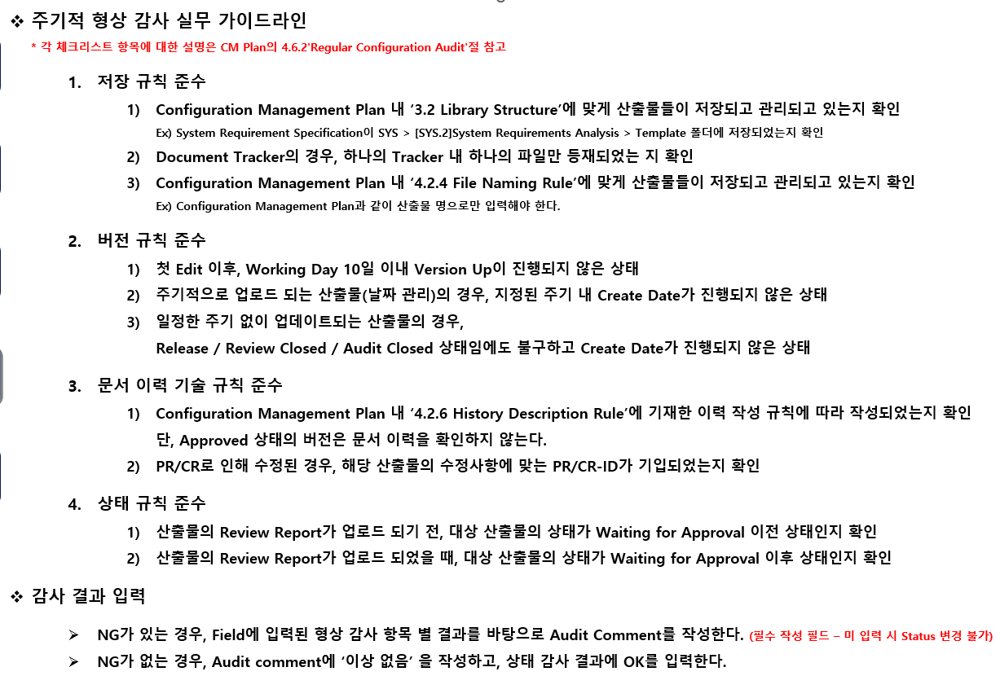 ❖ 주기적 형상 감사 실무 가이드라인
* 각 체크리스트 항목에 대한 설명은 CM Plan의 4.6.2'Regular Configuration Audit'절 참고
1. 저장 규칙 준수
1) Configuration Management Plan 내 ‘3.2 Library Structure’에 맞게 산출물들이 저장되고 관리되고 있는지 확인
Ex) System Requirement Specification이 SYS > [SYS.2]System Requirements Analysis > Template 폴더에 저장되었는지 확인
2) Document Tracker의 경우, 하나의 Tracker 내 하나의 파일만 등재되었는 지 확인
3) Configuration Management Plan 내 ‘4.2.4 File Naming Rule’에 맞게 산출물들이 저장되고 관리되고 있는지 확인
Ex) Configuration Management Plan과 같이 산출물 명으로만 입력해야 한다.
2. 버전 규칙 준수
1) 첫 Edit 이후, Working Day 10일 이내 Version Up이 진행되지 않은 상태
2) 주기적으로 업로드 되는 산출물(날짜 관리)의 경우, 지정된 주기 내 Create Date가 진행되지 않은 상태
3) 일정한 주기 없이 업데이트되는 산출물의 경우,
Release / Review Closed / Audit Closed 상태임에도 불구하고 Create Date가 진행되지 않은 상태
3. 문서 이력 기술 규칙 준수
1) Configuration Management Plan 내 ‘4.2.6 History Description Rule’에 기재한 이력 작성 규칙에 따라 작성되었는지 확인
단, Approved 상태의 버전은 문서 이력을 확인하지 않는다.
2) PR/CR로 인해 수정된 경우, 해당 산출물의 수정사항에 맞는 PR/CR-ID가 기입되었는지 확인
4. 상태 규칙 준수
1) 산출물의 Review Report가 업로드 되기 전, 대상 산출물의 상태가 Waiting for Approval 이전 상태인지 확인
2) 산출물의 Review Report가 업로드 되었을 때, 대상 산출물의 상태가 Waiting for Approval 이후 상태인지 확인
❖ 감사 결과 입력
➢ NG가 있는 경우, Field에 입력된 형상 감사 항목 별 결과를 바탕으로 Audit Comment를 작성한다. (필수 작성 필드 – 미 입력 시 Status 변경 불가)
➢ NG가 없는 경우, Audit comment에 ‘이상 없음’ 을 작성하고, 상태 감사 결과에 OK를 입력한다.